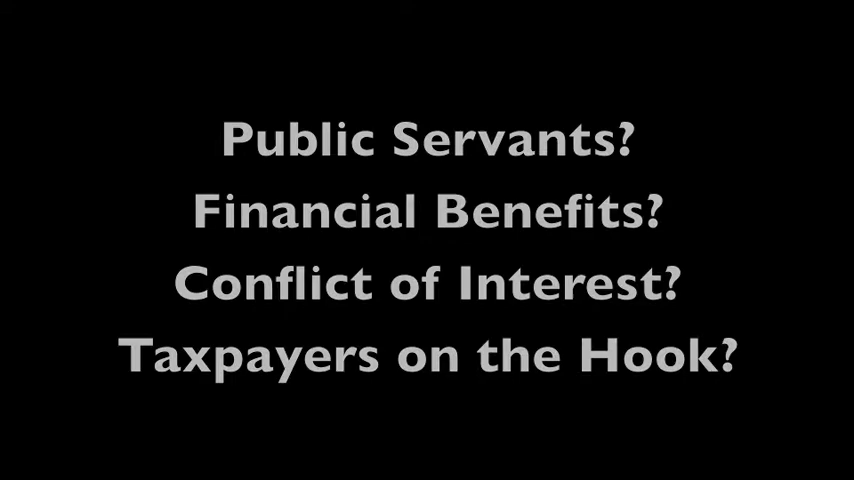 Public Servants?
Financial Benefits?
Conflict of Interest?
Taxpayers on the Hook?